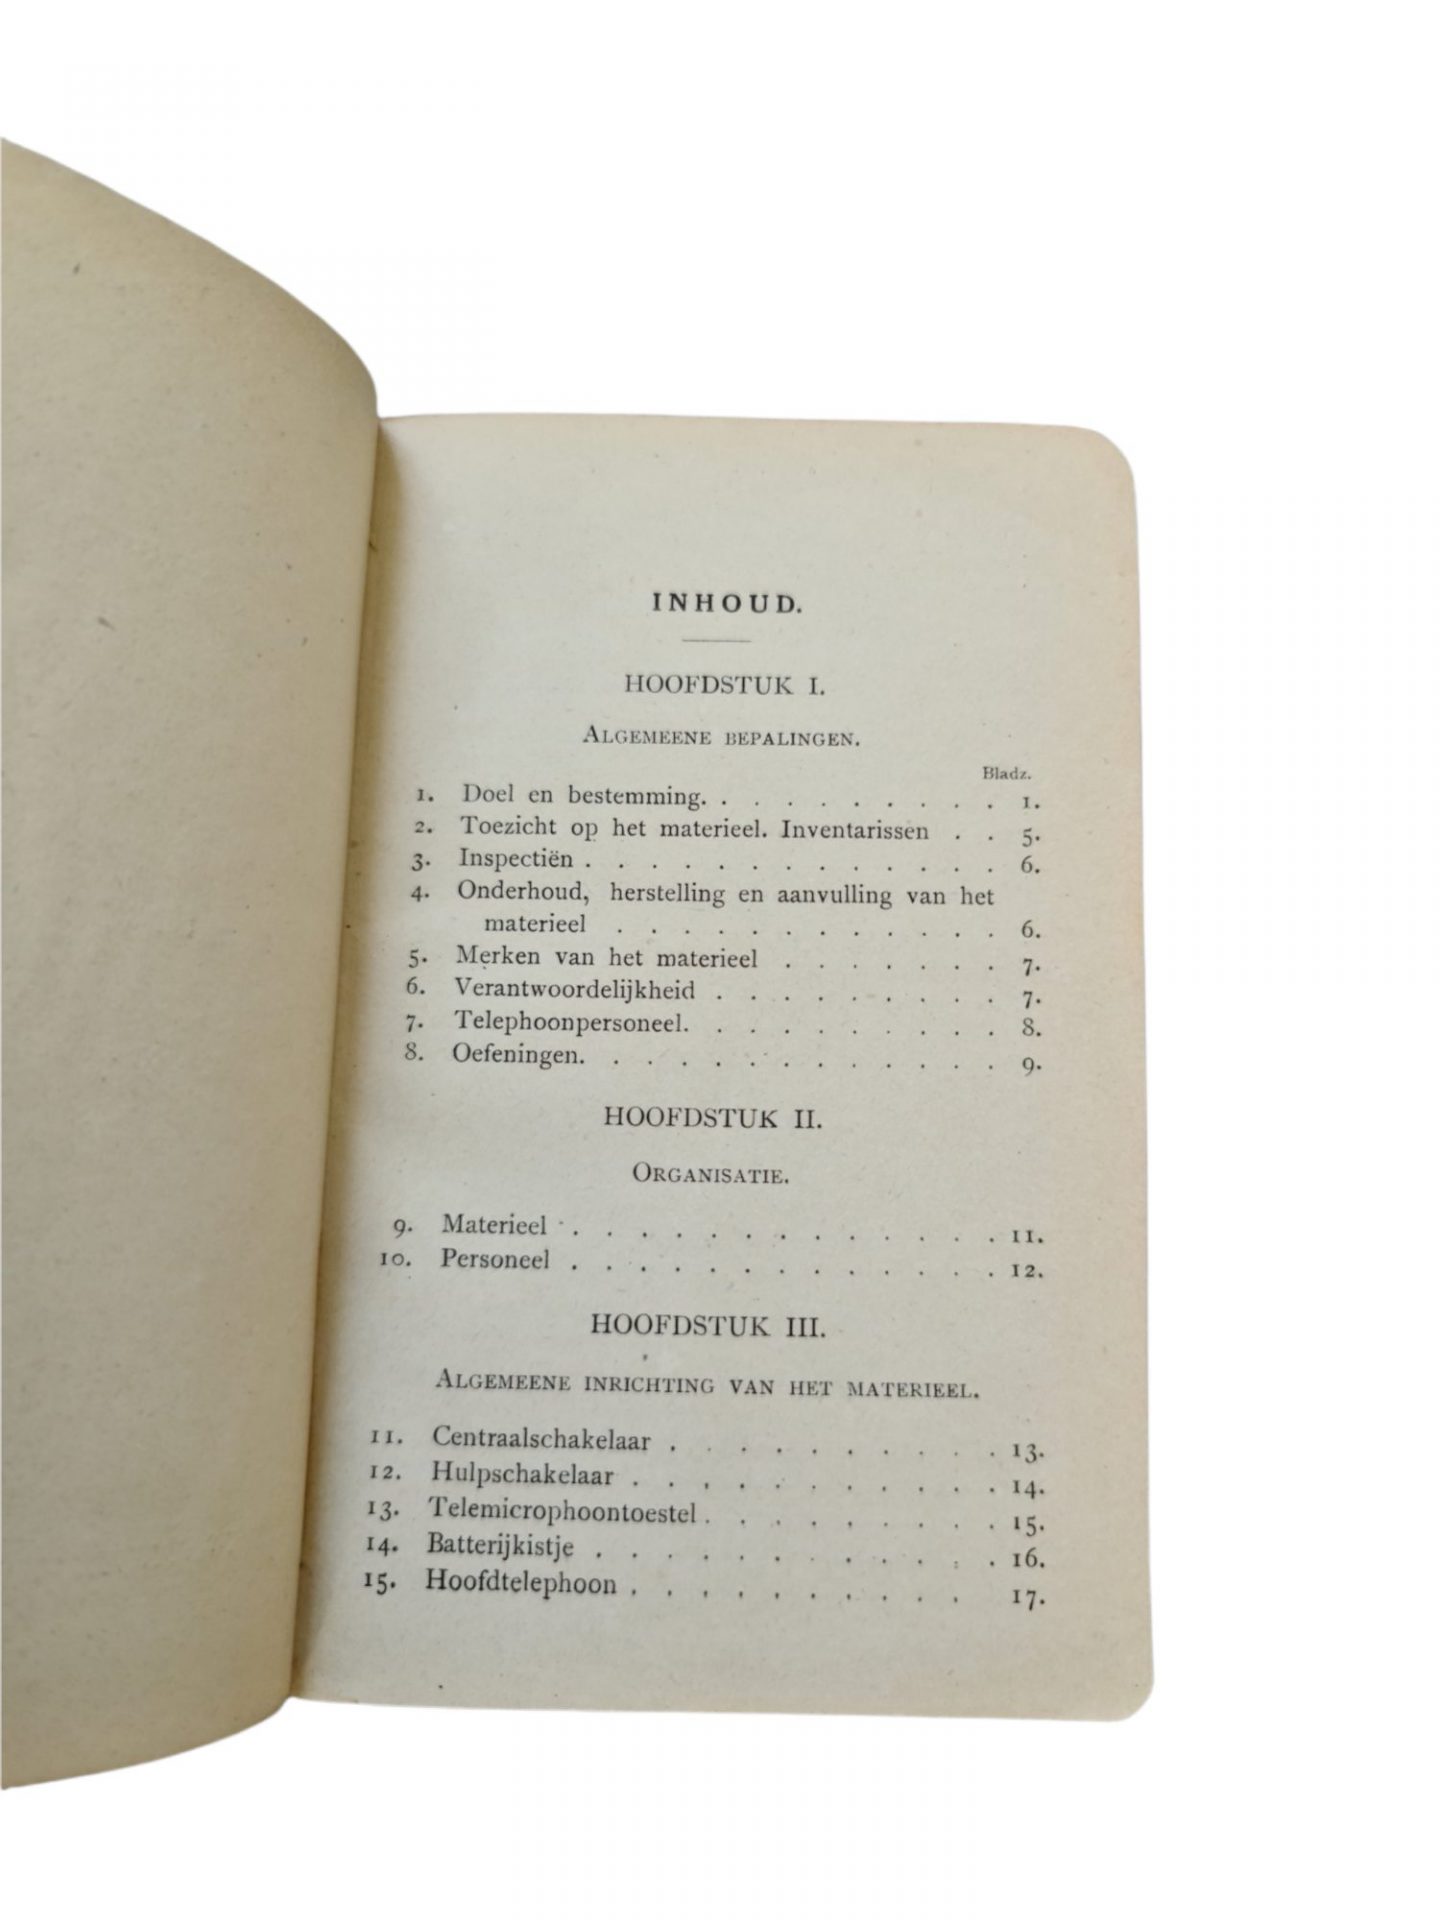 INHOUD.
HOOFDSTUK I.
ALGEMEENE BEPALINGEN.
Bladz.
1. Doel en bestemming. . . . . . . . . . 1.
2. Toezicht op het materieel. Inventarissen . . 5.
3. Inspectiën . . . . . . . . . . . . . 6.
4. Onderhoud, herstelling en aanvulling van het
materieel . . . . . . . . . . . . 6.
5. Merken van het materieel . . . . . . . 7.
6. Verantwoordelijkheid . . . . . . . . . 7.
7. Telephoonpersoneel. . . . . . . . . . 8.
8. Oefeningen. . . . . . . . . . . . . 9.
HOOFDSTUK II.
ORGANISATIE.
9. Materieel . . . . . . . . . . . . . 11.
10. Personeel . . . . . . . . . . . . . 12.
HOOFDSTUK III.
ALGEMEENE INRICHTING VAN HET MATERIEEL.
11. Centraalschakelaar . . . . . . . . . . 13.
12. Hulpschakelaar . . . . . . . . . . . 14.
13. Telemicrophoontoestel . . . . . . . . . 15.
14. Batterijkistje . . . . . . . . . . . . 16.
15. Hoofdtelephoon . . . . . . . . . . 17.